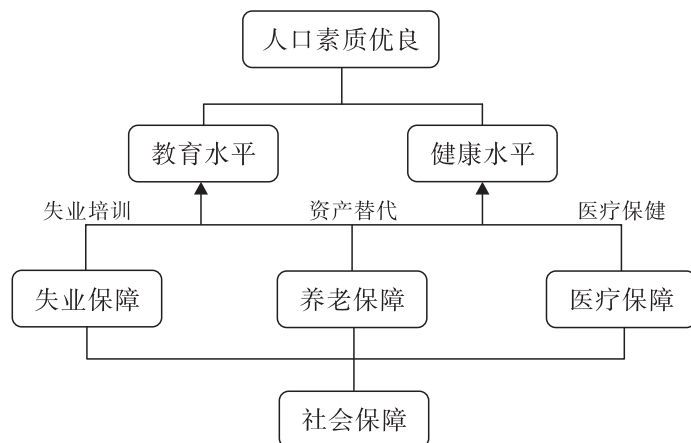 人口素质优良
教育水平
健康水平
失业培训
资产替代
医疗保健
失业保障
养老保障
医疗保障
社会保障